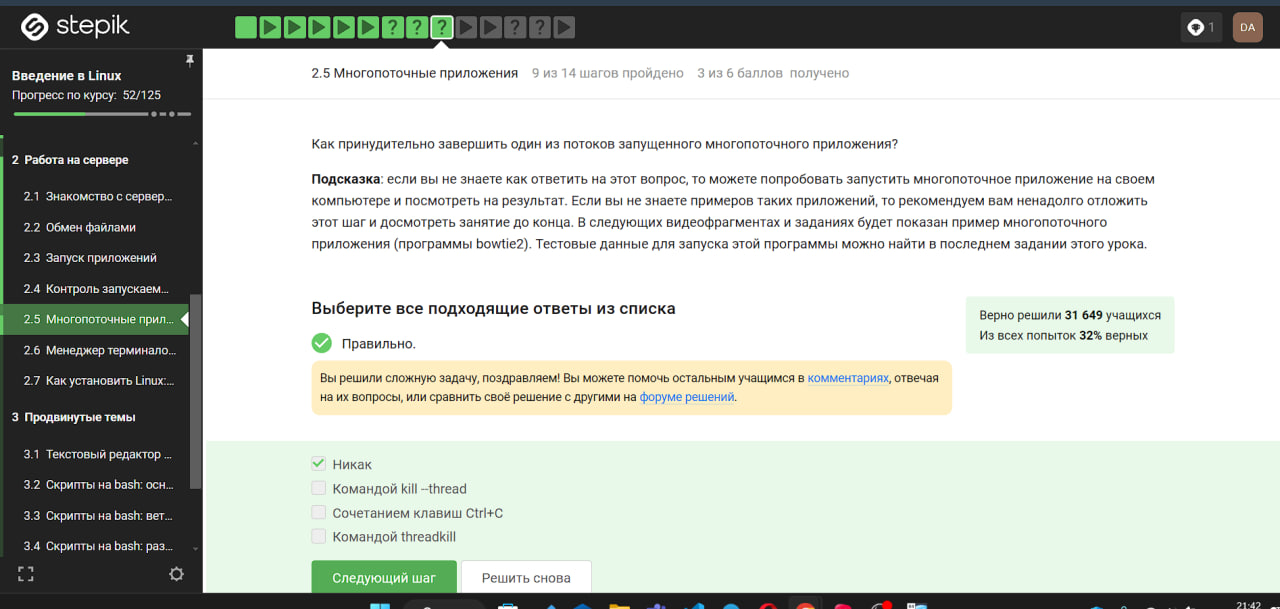 stepik
? ? ? ? ?
1
DA
Введение в Linux
Прогресс по курсу: 52/125
2.5 Многопоточные приложения 9 из 14 шагов пройдено 3 из 6 баллов получено
2 Работа на сервере
2.1 Знакомство с сервер...
2.2 Обмен файлами
2.3 Запуск приложений
2.4 Контроль запускаем...
2.5 Многопоточные прил...
2.6 Менеджер терминало...
2.7 Как установить Linux:...
3 Продвинутые темы
3.1 Текстовый редактор ...
3.2 Скрипты на bash: осн...
3.3 Скрипты на bash: вет...
3.4 Скрипты на bash: раз...
Как принудительно завершить один из потоков запущенного многопоточного приложения?
Подсказка: если вы не знаете как ответить на этот вопрос, то можете попробовать запустить многопоточное приложение на своем
компьютере и посмотреть на результат. Если вы не знаете примеров таких приложений, то рекомендуем вам ненадолго отложить
этот шаг и досмотреть занятие до конца. В следующих видеофрагментах и заданиях будет показан пример многопоточного
приложения (программы bowtie2). Тестовые данные для запуска этой программы можно найти в последнем задании этого урока.
Выберите все подходящие ответы из списка
Верно решили 31 649 учащихся
Из всех попыток 32% верных
Правильно.
Вы решили сложную задачу, поздравляем! Вы можете помочь остальным учащимся в комментариях, отвечая
на их вопросы, или сравнить своё решение с другими на форуме решений.
Никак
Командой kill --thread
Сочетанием клавиш Ctrl+C
Командой threadkill
Следующий шаг
Решить снова
21:42